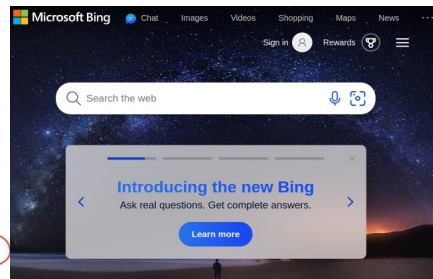 Microsoft Bing Chat Images Videos Shopping Maps News ...
Sign in Rewards
Search the web
Introducing the new Bing
Ask real questions. Get complete answers.
Learn more